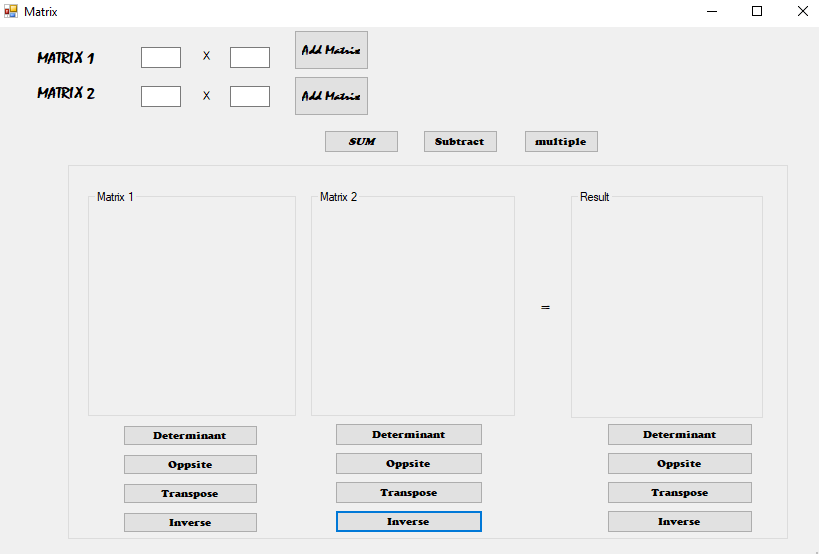 Matrix
MATRIX 1 X Add Matrix
MATRIX 2 X Add Matrix
SUM Subtract multiple
Matrix 1 Matrix 2 Result
=
Determinant Determinant Determinant
Oppsite Oppsite Oppsite
Transpose Transpose Transpose
Inverse Inverse Inverse